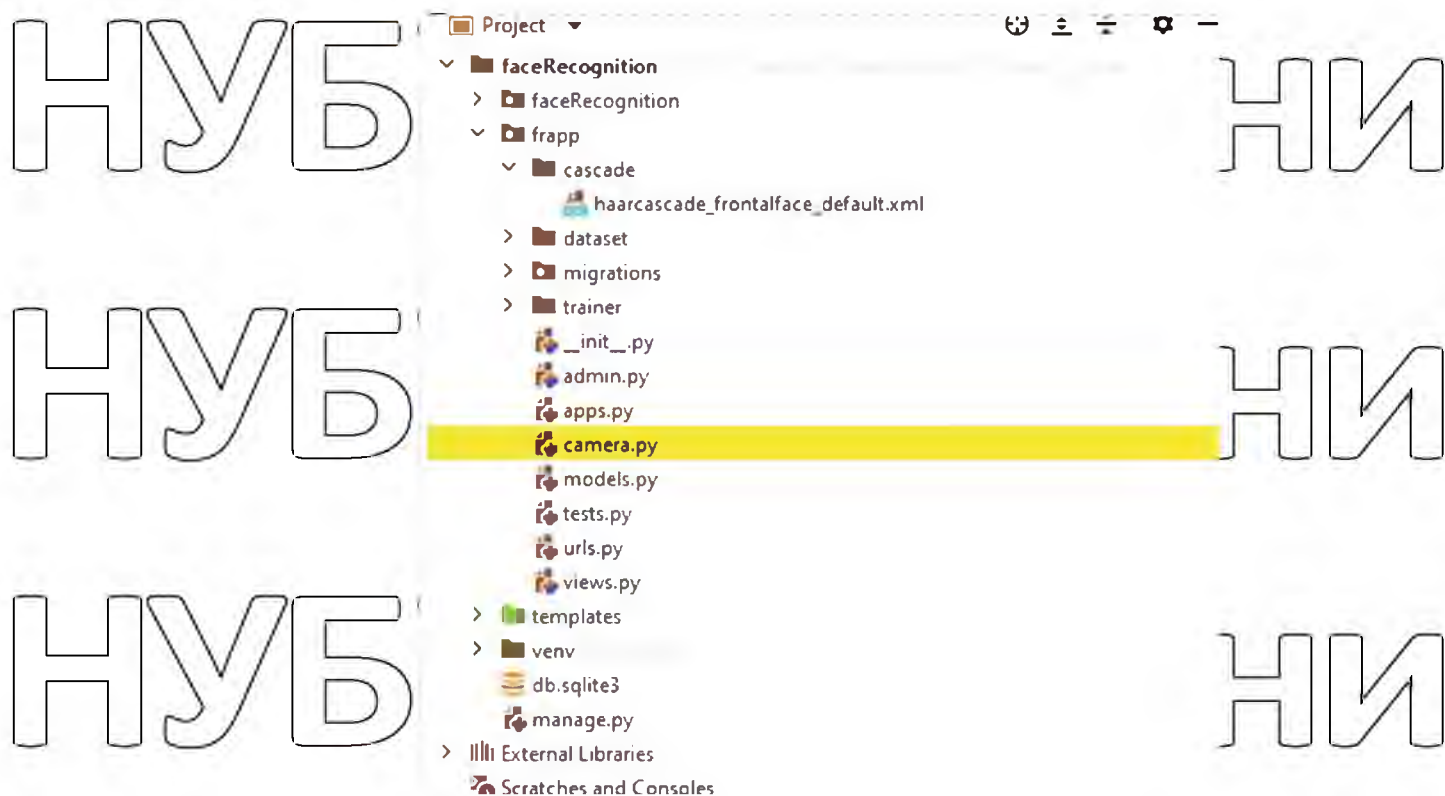 Project
faceRecognition
faceRecognition
frapp
cascade
haarcascade_frontalface_default.xml
dataset
migrations
trainer
__init__.py
admin.py
apps.py
camera.py
models.py
tests.py
urls.py
views.py
templates
venv
db.sqlite3
manage.py
External Libraries
Scratches and Consoles
НУБ НИ
НУБ НИ
НУБ НИ